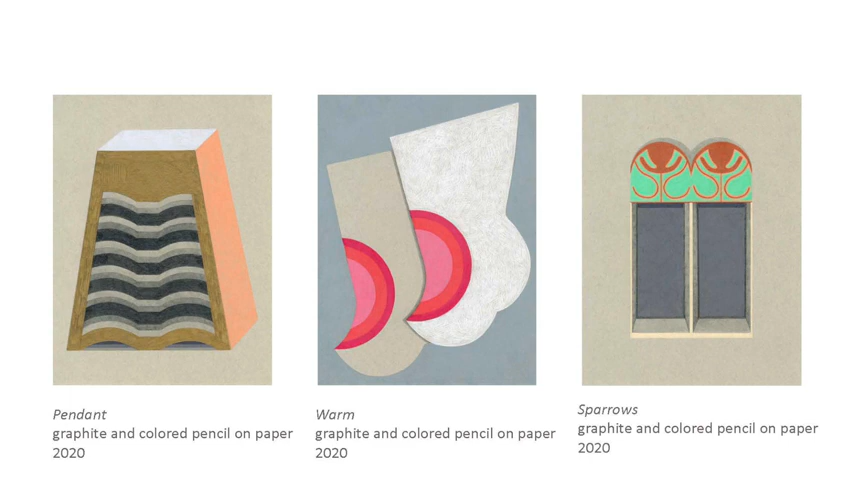 Pendant
graphite and colored pencil on paper
2020
Warm
graphite and colored pencil on paper
2020
Sparrows
graphite and colored pencil on paper
2020